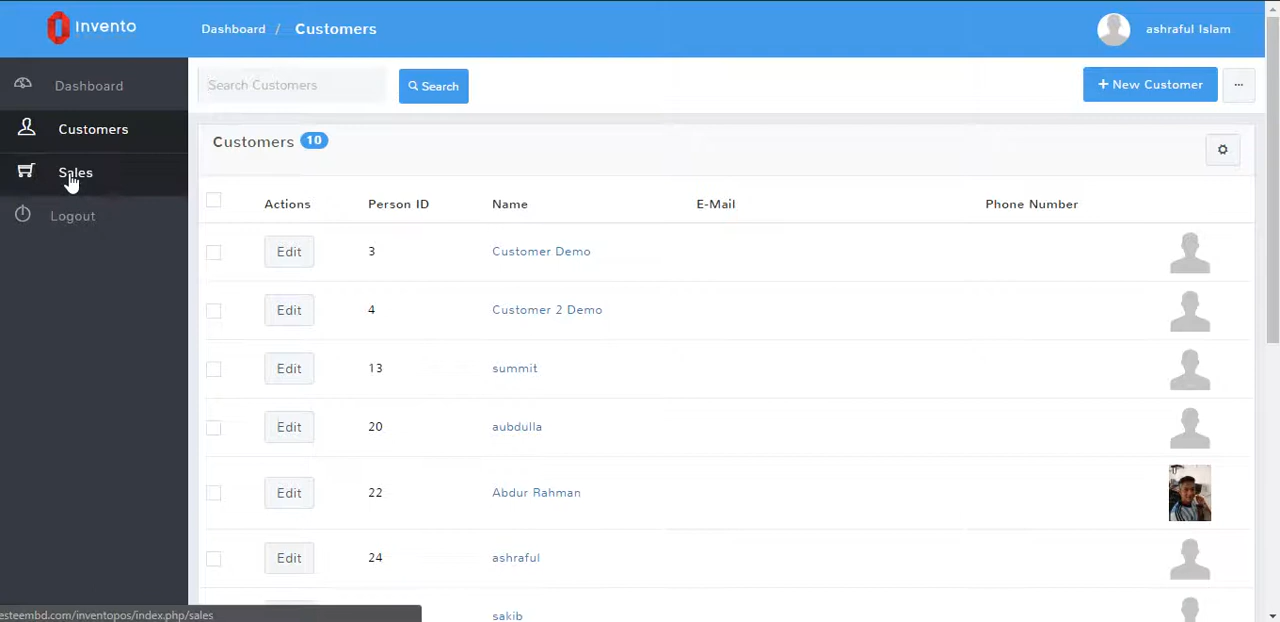 invento
Dashboard / Customers
ashraful Islam
Dashboard
Customers
Sales
Logout
Search Customers
Search
+ New Customer
...
Customers 10
Actions Person ID Name E-Mail Phone Number
Edit 3 Customer Demo
Edit 4 Customer 2 Demo
Edit 13 summit
Edit 20 aubdulla
Edit 22 Abdur Rahman
Edit 24 ashraful
sakib
esteembd.com/inventopos/index.php/sales